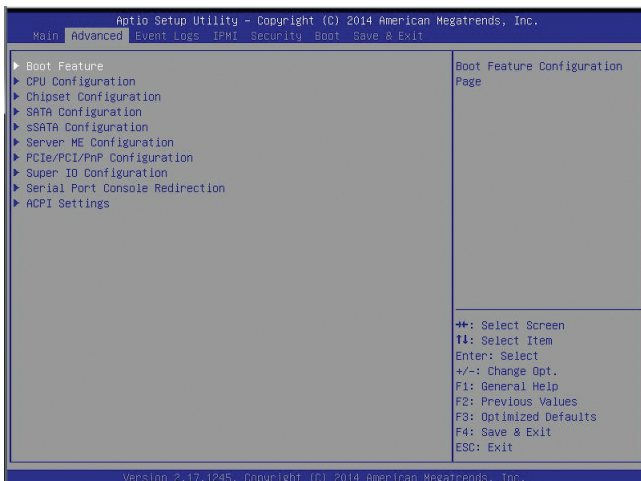 Aptio Setup Utility – Copyright (C) 2014 American Megatrends, Inc.
Main Advanced Event Logs IPMI Security Boot Save & Exit
▶ Boot Feature
▶ CPU Configuration
▶ Chipset Configuration
▶ SATA Configuration
▶ sSATA Configuration
▶ Server ME Configuration
▶ PCIe/PCI/PnP Configuration
▶ Super IO Configuration
▶ Serial Port Console Redirection
▶ ACPI Settings
Boot Feature Configuration
Page
→←: Select Screen
↑↓: Select Item
Enter: Select
+/-: Change Opt.
F1: General Help
F2: Previous Values
F3: Optimized Defaults
F4: Save & Exit
ESC: Exit
Version 2.17.1245. Copyright (C) 2014 American Megatrends, Inc.